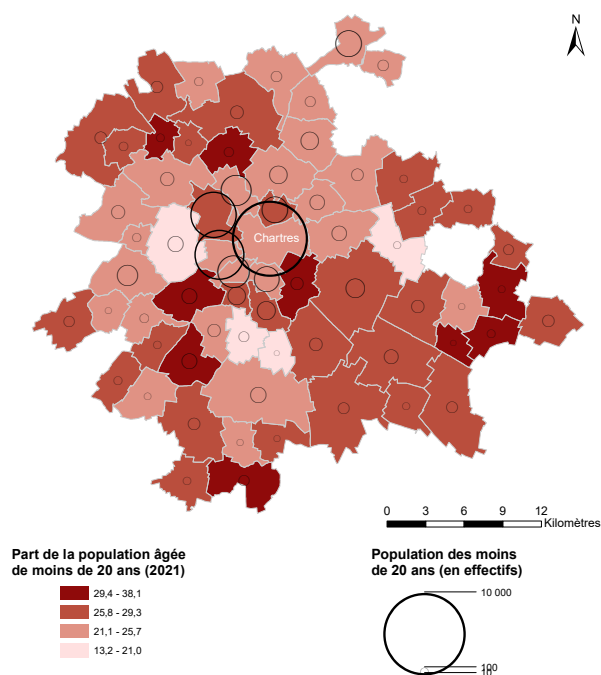 N
Chartres
0 3 6 9 12
Kilomètres
Part de la population âgée
de moins de 20 ans (2021)
29,4 - 38,1
25,8 - 29,3
21,1 - 25,7
13,2 - 21,0
Population des moins
de 20 ans (en effectifs)
10 000
100
10